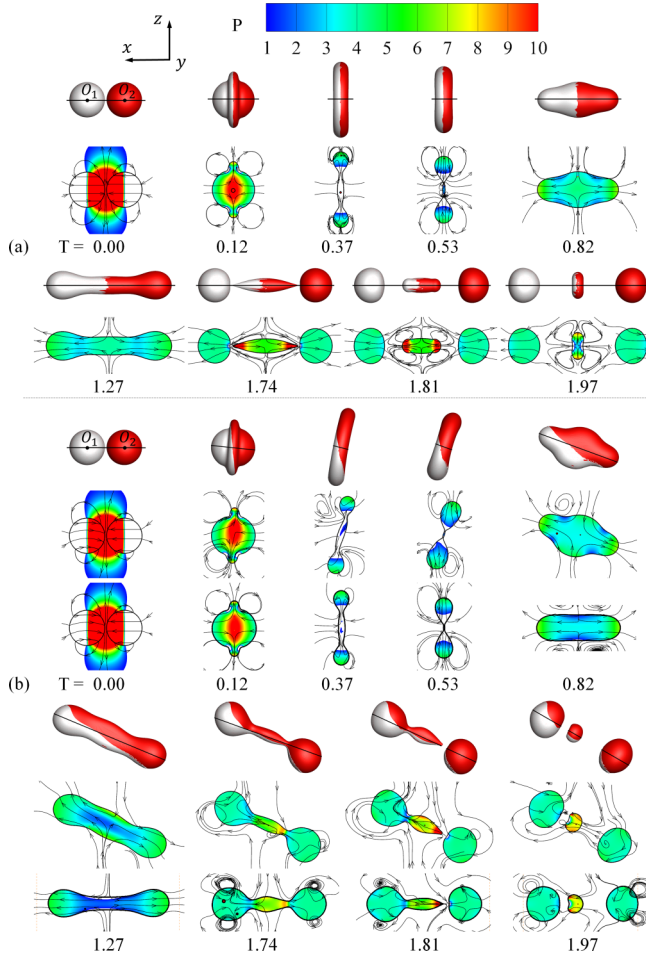 z
x
y
P
1 2 3 4 5 6 7 8 9 10
O₁ O₂
(a) T = 0.00 0.12 0.37 0.53 0.82
1.27 1.74 1.81 1.97
O₁ O₂
(b) T = 0.00 0.12 0.37 0.53 0.82
1.27 1.74 1.81 1.97